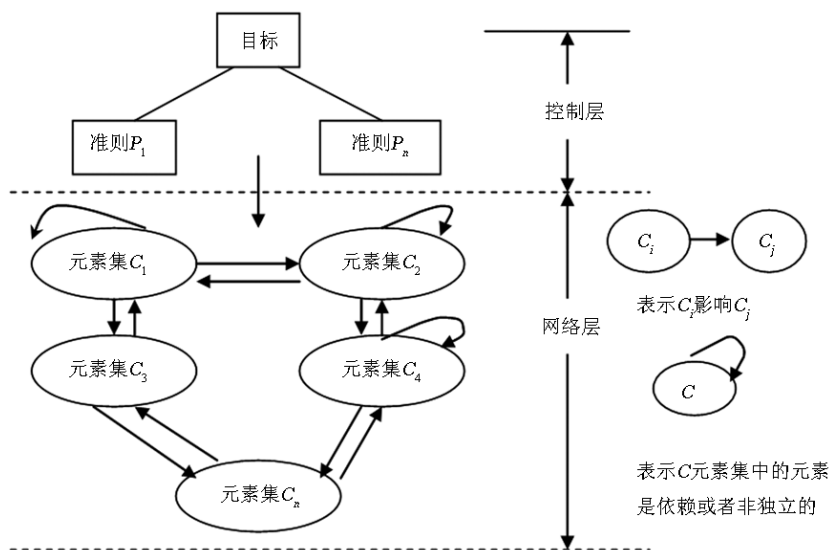 目标
控制层
准则P1
准则Pn
元素集C1
元素集C2
Ci
Cj
表示Ci影响Cj
网络层
元素集C3
元素集C4
C
元素集Cn
表示C元素集中的元素
是依赖或者非独立的